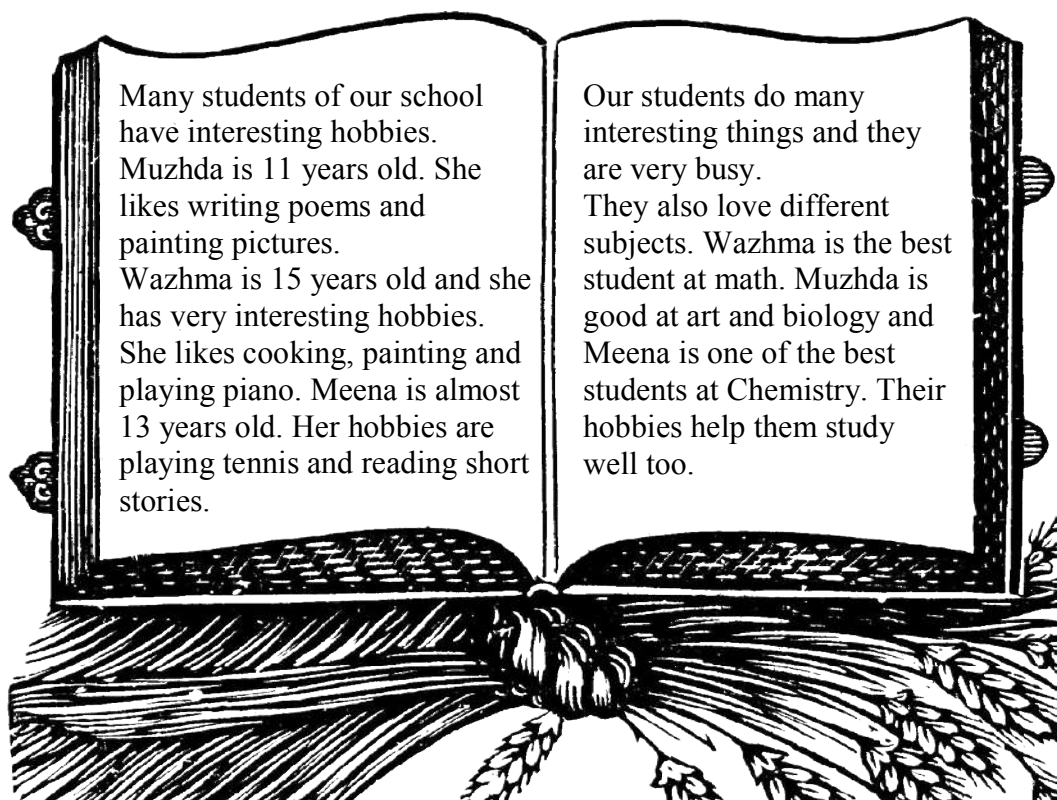 Many students of our school
have interesting hobbies.
Muzhda is 11 years old. She
likes writing poems and
painting pictures.
Wazhma is 15 years old and she
has very interesting hobbies.
She likes cooking, painting and
playing piano. Meena is almost
13 years old. Her hobbies are
playing tennis and reading short
stories.
Our students do many
interesting things and they
are very busy.
They also love different
subjects. Wazhma is the best
student at math. Muzhda is
good at art and biology and
Meena is one of the best
students at Chemistry. Their
hobbies help them study
well too.